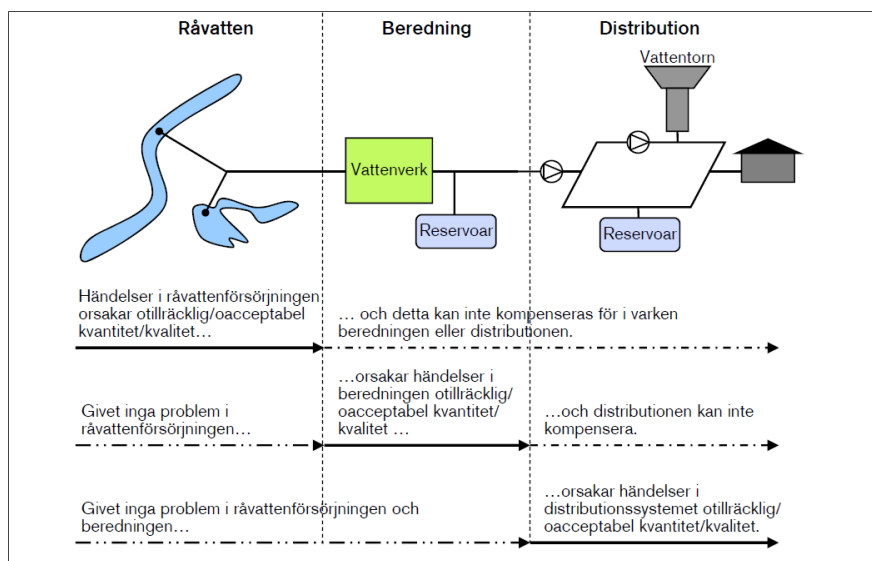 Råvatten
Beredning
Distribution
Vattentorn
Vattenverk
Reservoar
Reservoar
Händelser i råvattenförsörjningen
orsakar otillräcklig/oacceptabel
kvantitet/kvalitet…
… och detta kan inte kompenseras för i varken
beredningen eller distributionen.
Givet inga problem i
råvattenförsörjningen…
…orsakar händelser i
beredningen otillräcklig/
oacceptabel kvantitet/
kvalitet …
…och distributionen kan inte
kompensera.
Givet inga problem i råvattenförsörjningen och
beredningen…
…orsakar händelser i
distributionssystemet otillräcklig/
oacceptabel kvantitet/kvalitet.